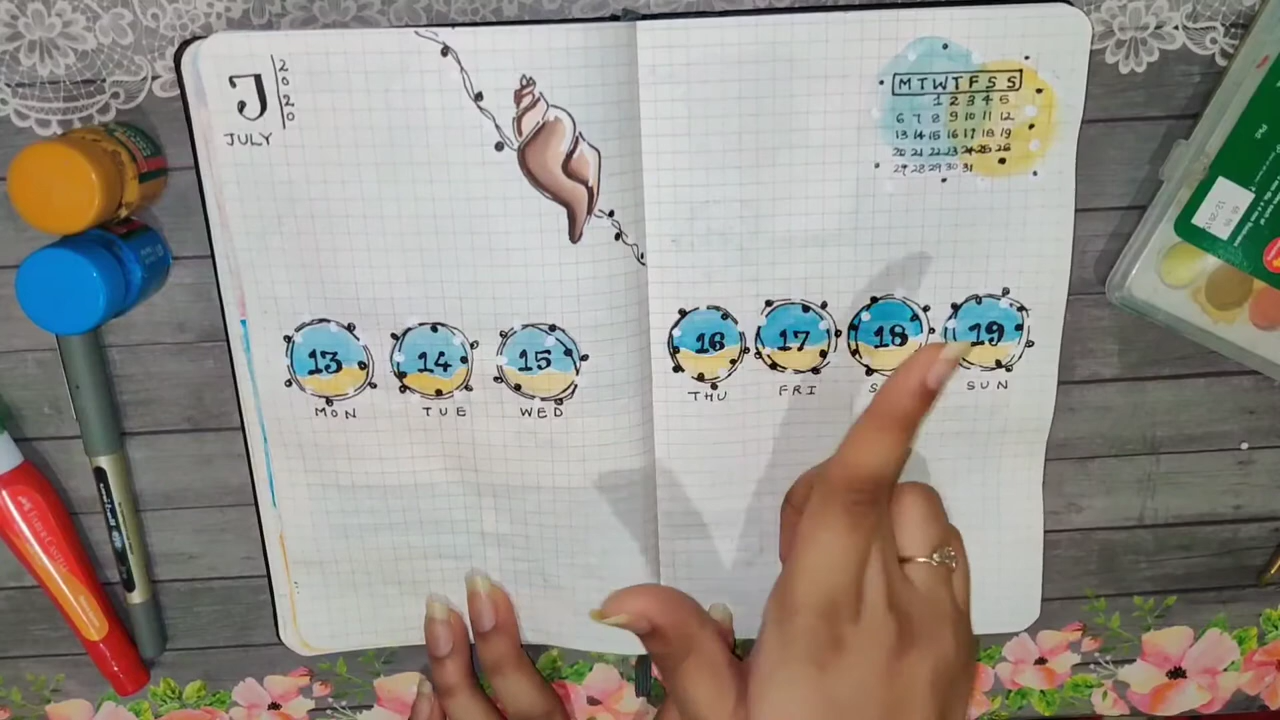 J
2
0
2
0
JULY
M T W T F S S
1 2 3 4 5
6 7 8 9 10 11 12
13 14 15 16 17 18 19
20 21 22 23 24 25 26
27 28 29 30 31
13
MON
14
TUE
15
WED
16
THU
17
FRI
18
S
19
SUN
FABER-CASTELL